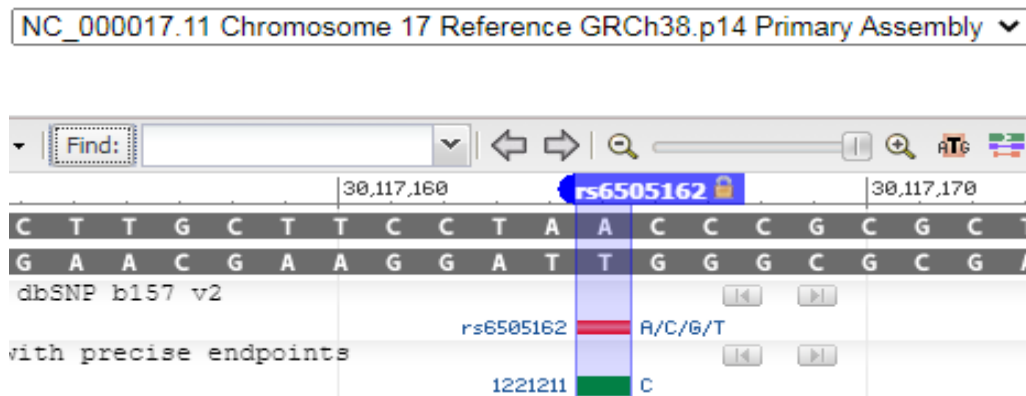 NC_000017.11 Chromosome 17 Reference GRCh38.p14 Primary Assembly
Find:
ATG
30,117,160 rs6505162 30,117,170
C T T G C T T C C T A A C C C G C G C T
G A A C G A A G G A T T G G G C G C G A
dbSNP b157 v2
rs6505162 A/C/G/T
with precise endpoints
1221211 C